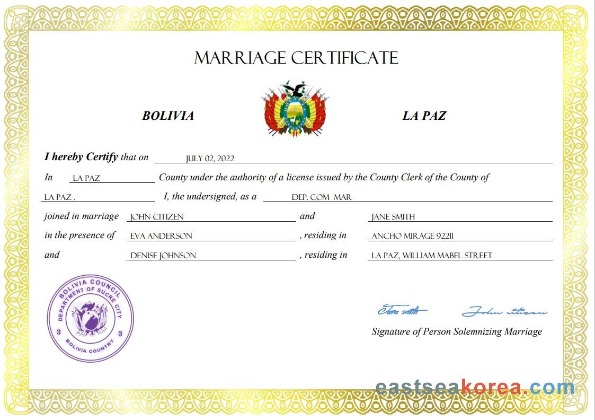 MARRIAGE CERTIFICATE
BOLIVIA LA PAZ
I hereby Certify that on JULY 02, 2022
In LA PAZ County under the authority of a license issued by the County Clerk of the County of
LA PAZ , I, the undersigned, as a DEP. COM MAR
joined in marriage JOHN CITIZEN and JANE SMITH
in the presence of EVA ANDERSON , residing in ANCHO MIRAGE 92211
and DENISE JOHNSON , residing in LA PAZ, WILLIAM MABEL STREET
BOLIVIA COUNCIL
DEPARTMENT OF SUCRE CITY
8 8
BOLIVIA COUNTRY
John citizen
Signature of Person Solemnizing Marriage
eastseakorea.com